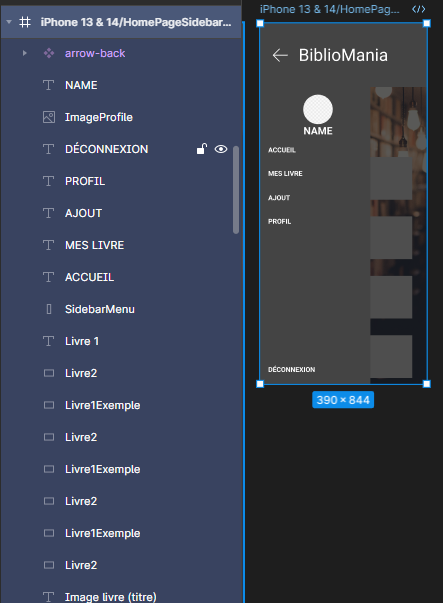 iPhone 13 & 14/HomePageSidebar...
arrow-back
NAME
ImageProfile
DÉCONNEXION
PROFIL
AJOUT
MES LIVRE
ACCUEIL
SidebarMenu
Livre 1
Livre2
Livre1Exemple
Livre2
Livre1Exemple
Livre2
Livre1Exemple
Livre2
Image livre (titre)
iPhone 13 & 14/HomePag...
BiblioMania
NAME
ACCUEIL
MES LIVRE
AJOUT
PROFIL
DÉCONNEXION
390 × 844